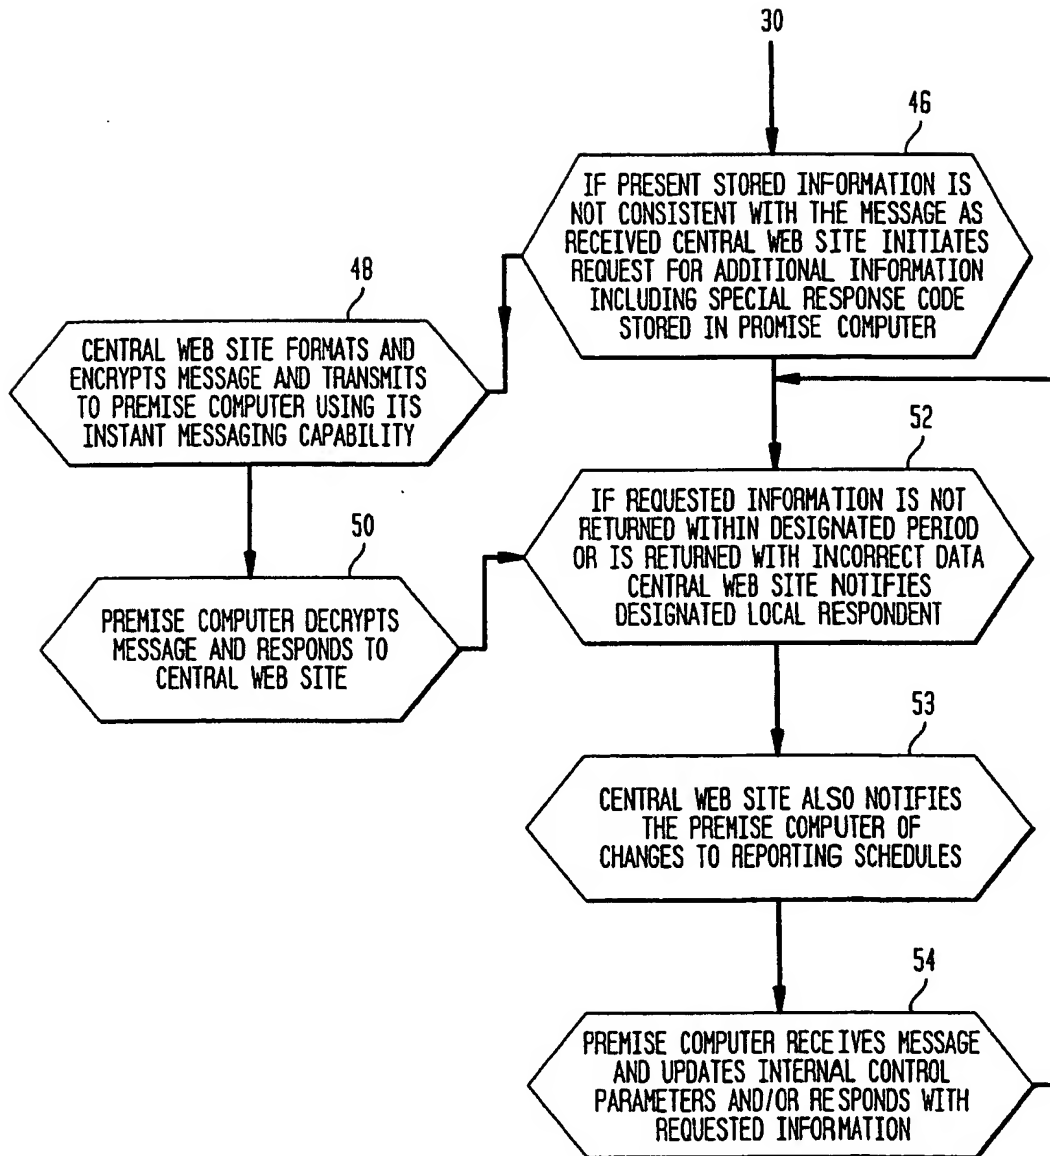 30
46
IF PRESENT STORED INFORMATION IS
NOT CONSISTENT WITH THE MESSAGE AS
RECEIVED CENTRAL WEB SITE INITIATES
REQUEST FOR ADDITIONAL INFORMATION
INCLUDING SPECIAL RESPONSE CODE
STORED IN PROMISE COMPUTER
48
CENTRAL WEB SITE FORMATS AND
ENCRYPTS MESSAGE AND TRANSMITS
TO PREMISE COMPUTER USING ITS
INSTANT MESSAGING CAPABILITY
50
PREMISE COMPUTER DECRYPTS
MESSAGE AND RESPONDS TO
CENTRAL WEB SITE
52
IF REQUESTED INFORMATION IS NOT
RETURNED WITHIN DESIGNATED PERIOD
OR IS RETURNED WITH INCORRECT DATA
CENTRAL WEB SITE NOTIFIES
DESIGNATED LOCAL RESPONDENT
53
CENTRAL WEB SITE ALSO NOTIFIES
THE PREMISE COMPUTER OF
CHANGES TO REPORTING SCHEDULES
54
PREMISE COMPUTER RECEIVES MESSAGE
AND UPDATES INTERNAL CONTROL
PARAMETERS AND/OR RESPONDS WITH
REQUESTED INFORMATION